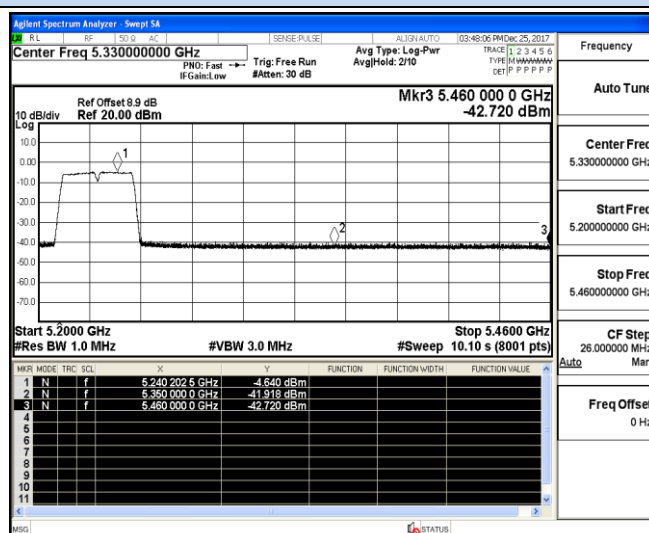 Agilent Spectrum Analyzer - Swept SA
RL RF 50 Ω AC SENSE:PULSE ALIGN AUTO 03:48:06 PM Dec 25, 2017
Center Freq 5.330000000 GHz
PNO: Fast
IFGain:Low
Trig: Free Run
#Atten: 30 dB
Avg Type: Log-Pwr
Avg|Hold: 2/10
TRACE 1 2 3 4 5 6
TYPE M W W W W W
DET P P P P P P
Ref Offset 8.9 dB
10 dB/div Ref 20.00 dBm
Log
Mkr3 5.460 000 0 GHz
-42.720 dBm
10.0
0.00
-10.0
-20.0
-30.0
-40.0
-50.0
-60.0
-70.0
1
2
3
Start 5.2000 GHz Stop 5.4600 GHz
#Res BW 1.0 MHz #VBW 3.0 MHz #Sweep 10.10 s (8001 pts)
MKR MODE TRC SCL X Y FUNCTION FUNCTION WIDTH FUNCTION VALUE
1 N f 5.240 202 5 GHz -4.640 dBm
2 N f 5.350 000 0 GHz -41.918 dBm
3 N f 5.460 000 0 GHz -42.720 dBm
4
5
6
7
8
9
10
11
MSG STATUS
Frequency
Auto Tune
Center Freq
5.330000000 GHz
Start Freq
5.200000000 GHz
Stop Freq
5.460000000 GHz
CF Step
26.000000 MHz
Auto Man
Freq Offset
0 Hz